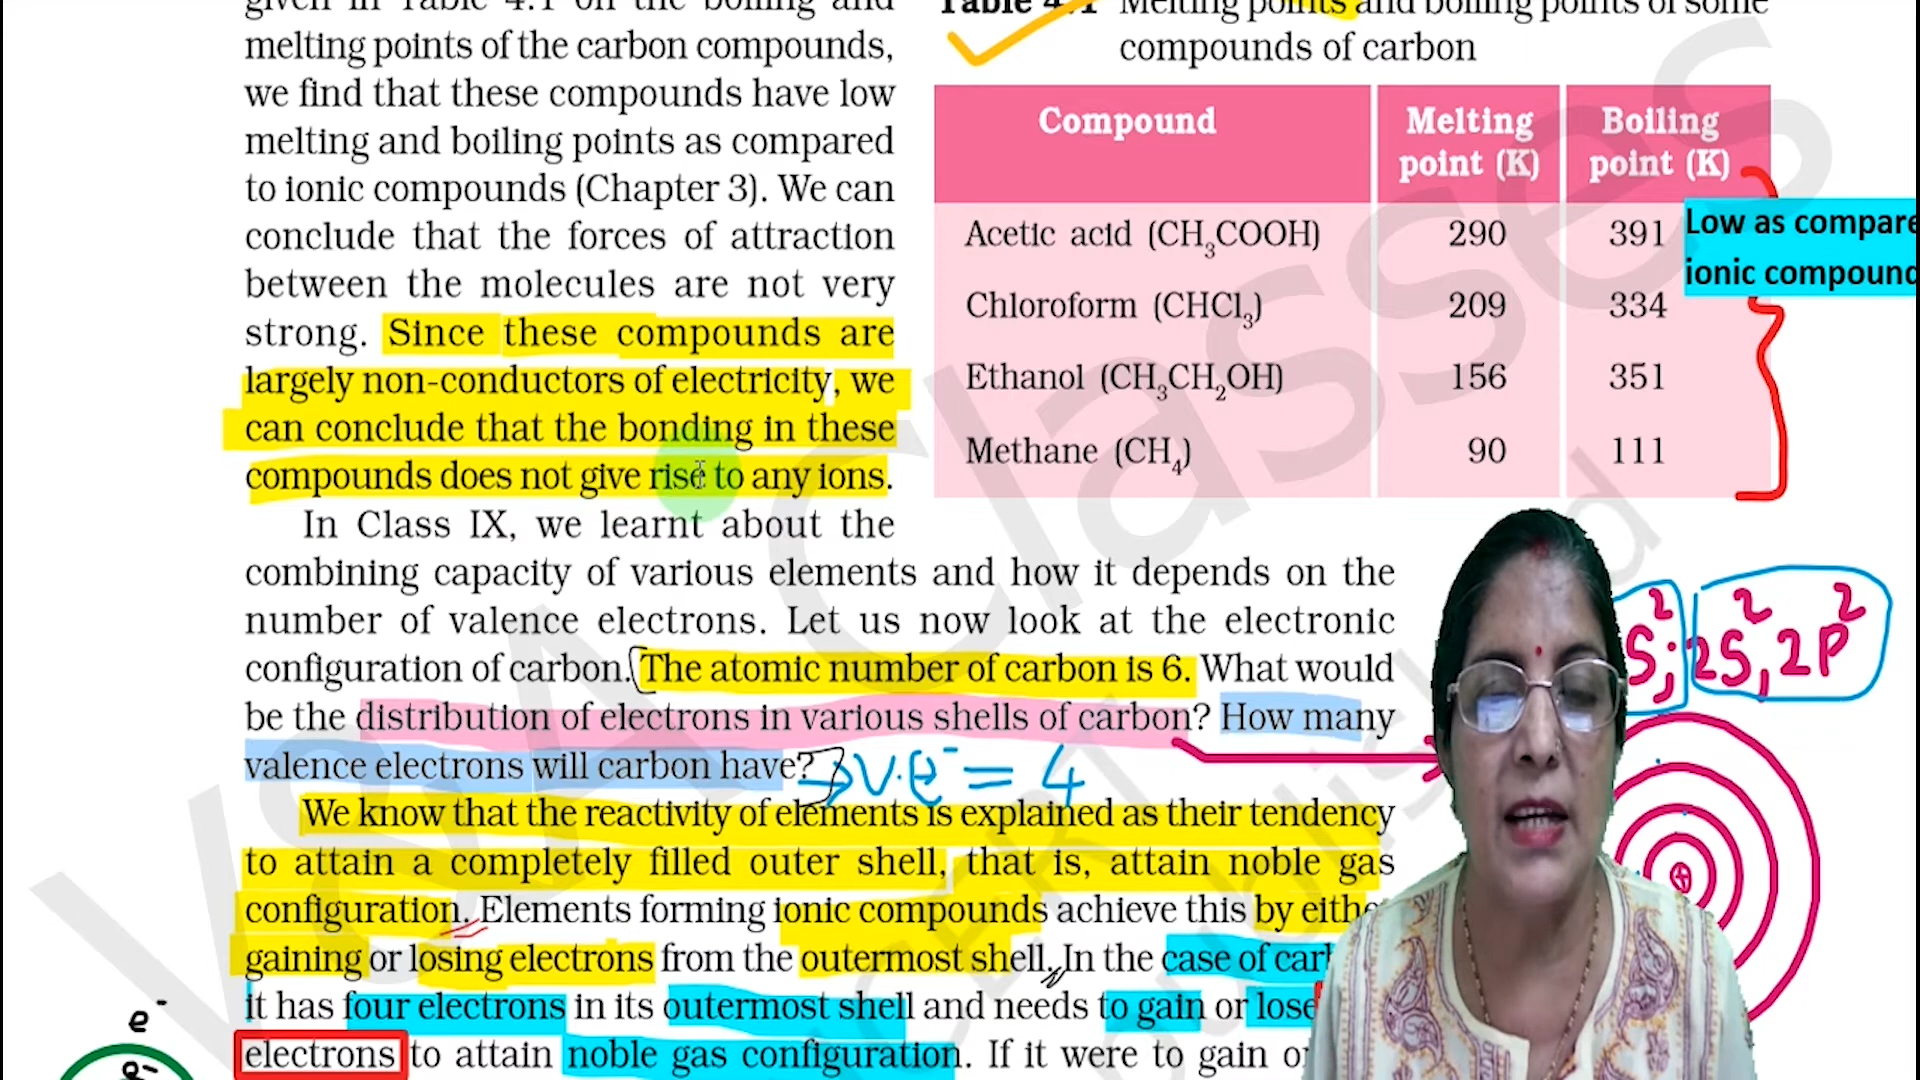 given in Table 4.1 on the boiling and
melting points of the carbon compounds,
we find that these compounds have low
melting and boiling points as compared
to ionic compounds (Chapter 3). We can
conclude that the forces of attraction
between the molecules are not very
strong. Since these compounds are
largely non-conductors of electricity, we
can conclude that the bonding in these
compounds does not give rise to any ions.
Table 4.1 Melting points and boiling points of some
compounds of carbon
Compound Melting point (K) Boiling point (K)
Acetic acid (CH₃COOH) 290 391
Chloroform (CHCl₃) 209 334
Ethanol (CH₃CH₂OH) 156 351
Methane (CH₄) 90 111
Low as compare
ionic compound
In Class IX, we learnt about the
combining capacity of various elements and how it depends on the
number of valence electrons. Let us now look at the electronic
configuration of carbon. The atomic number of carbon is 6. What would
be the distribution of electrons in various shells of carbon? How many
valence electrons will carbon have? → v.e⁻ = 4
S²; 2S², 2P²
We know that the reactivity of elements is explained as their tendency
to attain a completely filled outer shell, that is, attain noble gas
configuration. Elements forming ionic compounds achieve this by either
gaining or losing electrons from the outermost shell. In the case of car
it has four electrons in its outermost shell and needs to gain or lose
electrons to attain noble gas configuration. If it were to gain o
e⁻
+
VSA Classes